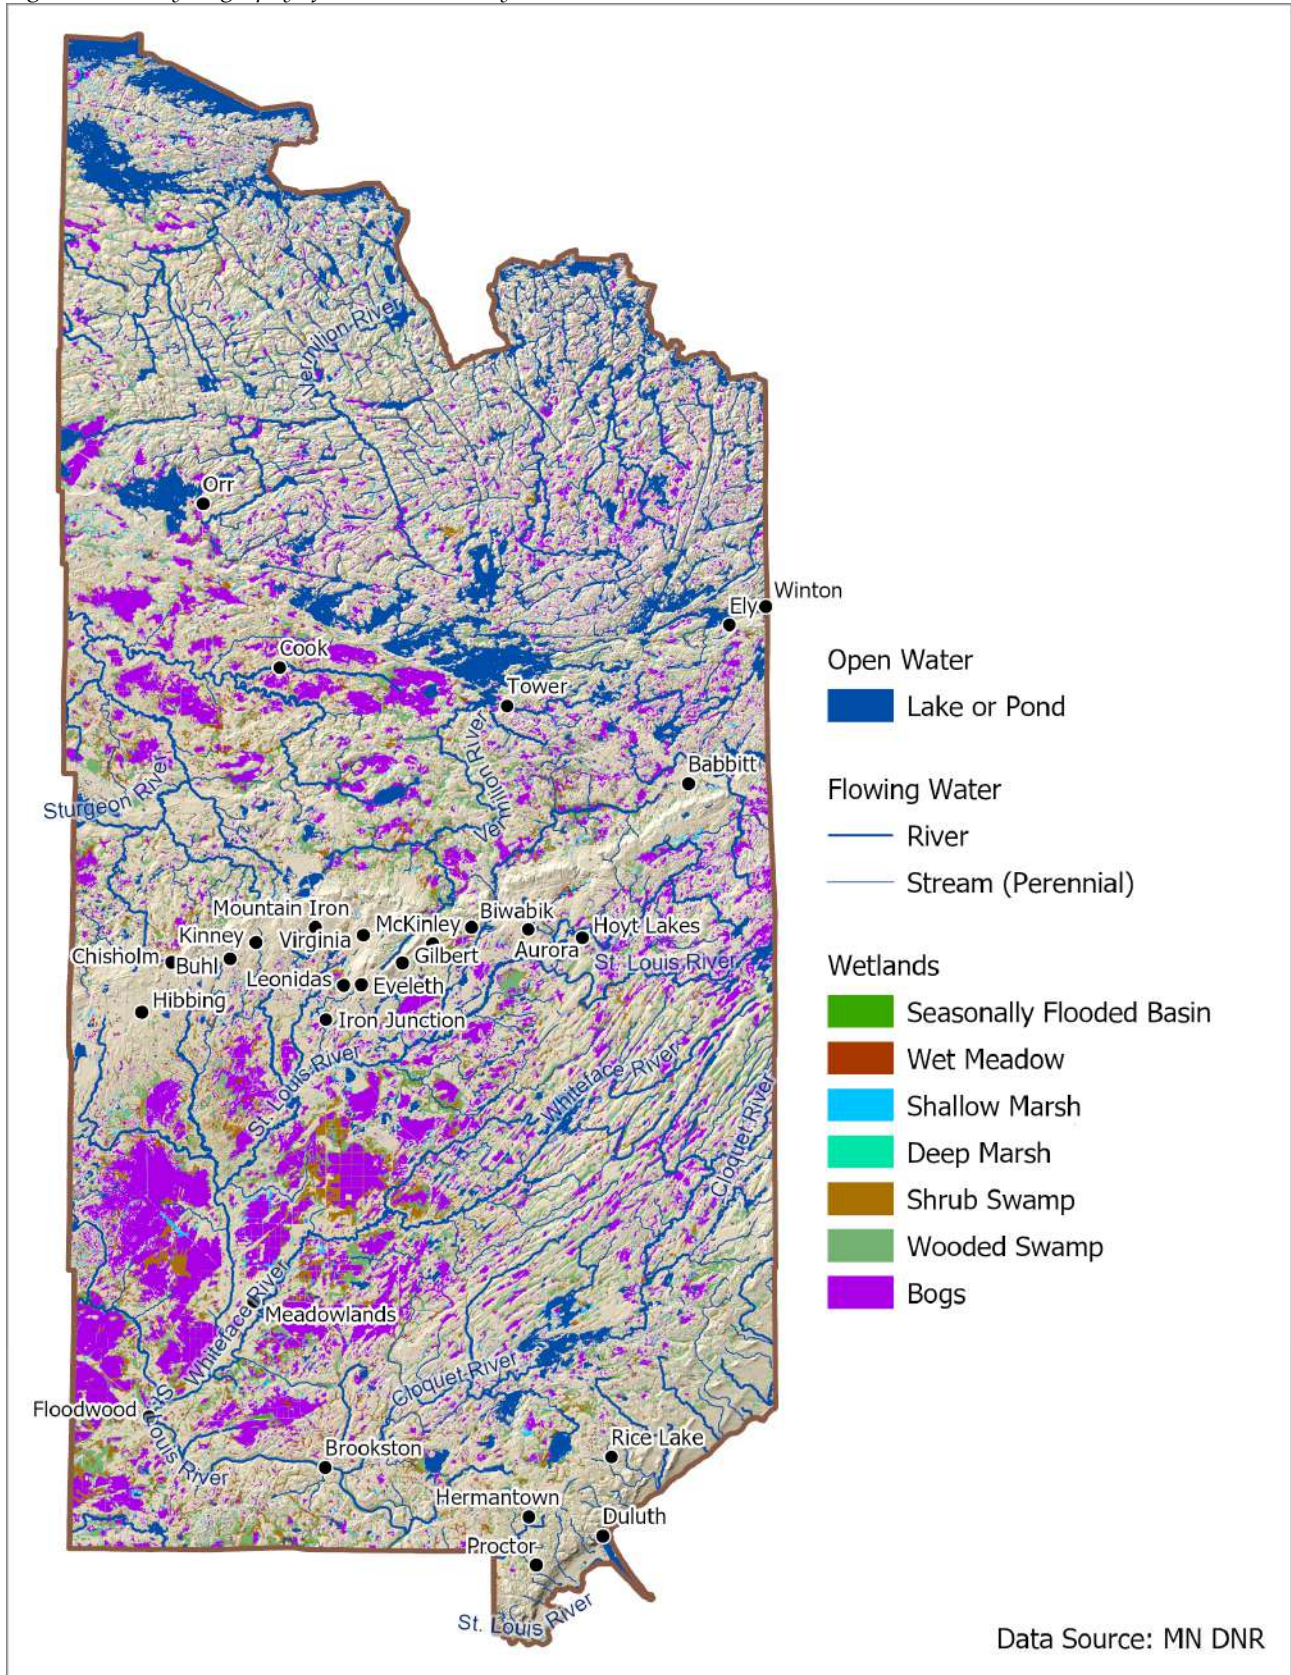 Vermilion River
Orr
Winton
Ely
Cook
Tower
Vermilion River
Babbitt
Sturgeon River
Mountain Iron
McKinley
Biwabik
Hoyt Lakes
Kinney
Virginia
Aurora
Chisholm
Buhl
Gilbert
St. Louis River
Leonidas
Eveleth
Hibbing
Iron Junction
St. Louis River
Whiteface River
Cloquet River
Whiteface River
Meadowlands
Cloquet River
Floodwood
Louis River
Brookston
Rice Lake
Hermantown
Duluth
Proctor
St. Louis River
Open Water
Lake or Pond
Flowing Water
River
Stream (Perennial)
Wetlands
Seasonally Flooded Basin
Wet Meadow
Shallow Marsh
Deep Marsh
Shrub Swamp
Wooded Swamp
Bogs
Data Source: MN DNR